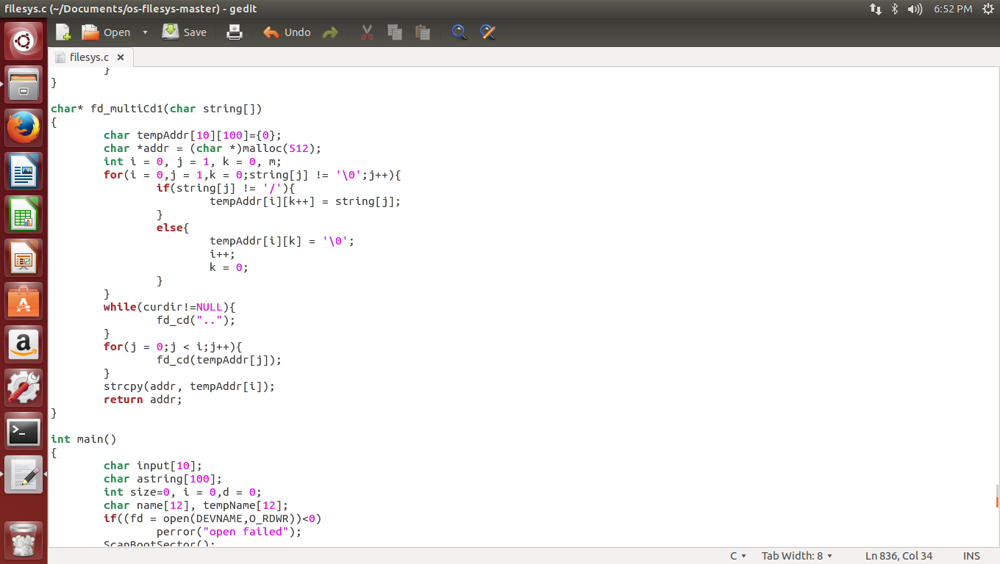 filesys.c (~/Documents/os-filesys-master) - gedit
6:52 PM
Open
Save
Undo
filesys.c ×
}
}
char* fd_multiCd1(char string[])
{
char tempAddr[10][100]={0};
char *addr = (char *)malloc(512);
int i = 0, j = 1, k = 0, m;
for(i = 0,j = 1,k = 0;string[j] != '\0';j++){
if(string[j] != '/'){
tempAddr[i][k++] = string[j];
}
else{
tempAddr[i][k] = '\0';
i++;
k = 0;
}
}
while(curdir!=NULL){
fd_cd("..");
}
for(j = 0;j < i;j++){
fd_cd(tempAddr[j]);
}
strcpy(addr, tempAddr[i]);
return addr;
}
int main()
{
char input[10];
char astring[100];
int size=0, i = 0,d = 0;
char name[12], tempName[12];
if((fd = open(DEVNAME,O_RDWR))<0)
perror("open failed");
ScanBootSector();
C
Tab Width: 8
Ln 836, Col 34
INS